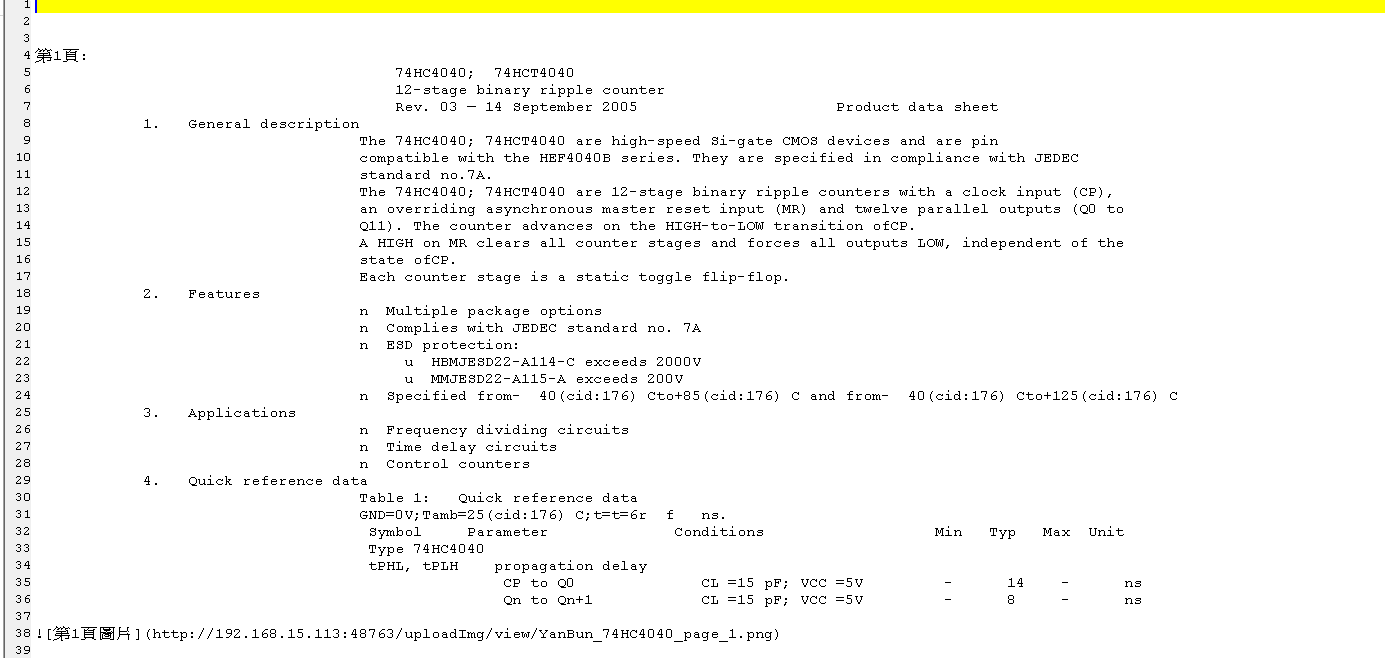 1
2
3
4 第1頁:
5 74HC4040; 74HCT4040
6 12-stage binary ripple counter
7 Rev. 03 — 14 September 2005 Product data sheet
8 1. General description
9 The 74HC4040; 74HCT4040 are high-speed Si-gate CMOS devices and are pin
10 compatible with the HEF4040B series. They are specified in compliance with JEDEC
11 standard no.7A.
12 The 74HC4040; 74HCT4040 are 12-stage binary ripple counters with a clock input (CP),
13 an overriding asynchronous master reset input (MR) and twelve parallel outputs (Q0 to
14 Q11). The counter advances on the HIGH-to-LOW transition ofCP.
15 A HIGH on MR clears all counter stages and forces all outputs LOW, independent of the
16 state ofCP.
17 Each counter stage is a static toggle flip-flop.
18 2. Features
19 n Multiple package options
20 n Complies with JEDEC standard no. 7A
21 n ESD protection:
22 u HBMJESD22-A114-C exceeds 2000V
23 u MMJESD22-A115-A exceeds 200V
24 n Specified from- 40(cid:176) Cto+85(cid:176) C and from- 40(cid:176) Cto+125(cid:176) C
25 3. Applications
26 n Frequency dividing circuits
27 n Time delay circuits
28 n Control counters
29 4. Quick reference data
30 Table 1: Quick reference data
31 GND=0V;Tamb=25(cid:176) C;t=t=6r f ns.
32 Symbol Parameter Conditions Min Typ Max Unit
33 Type 74HC4040
34 tPHL, tPLH propagation delay
35 CP to Q0 CL =15 pF; VCC =5V - 14 - ns
36 Qn to Qn+1 CL =15 pF; VCC =5V - 8 - ns
37
38 ![第1頁圖片](http://192.168.15.113:48763/uploadImg/view/YanBun_74HC4040_page_1.png)
39